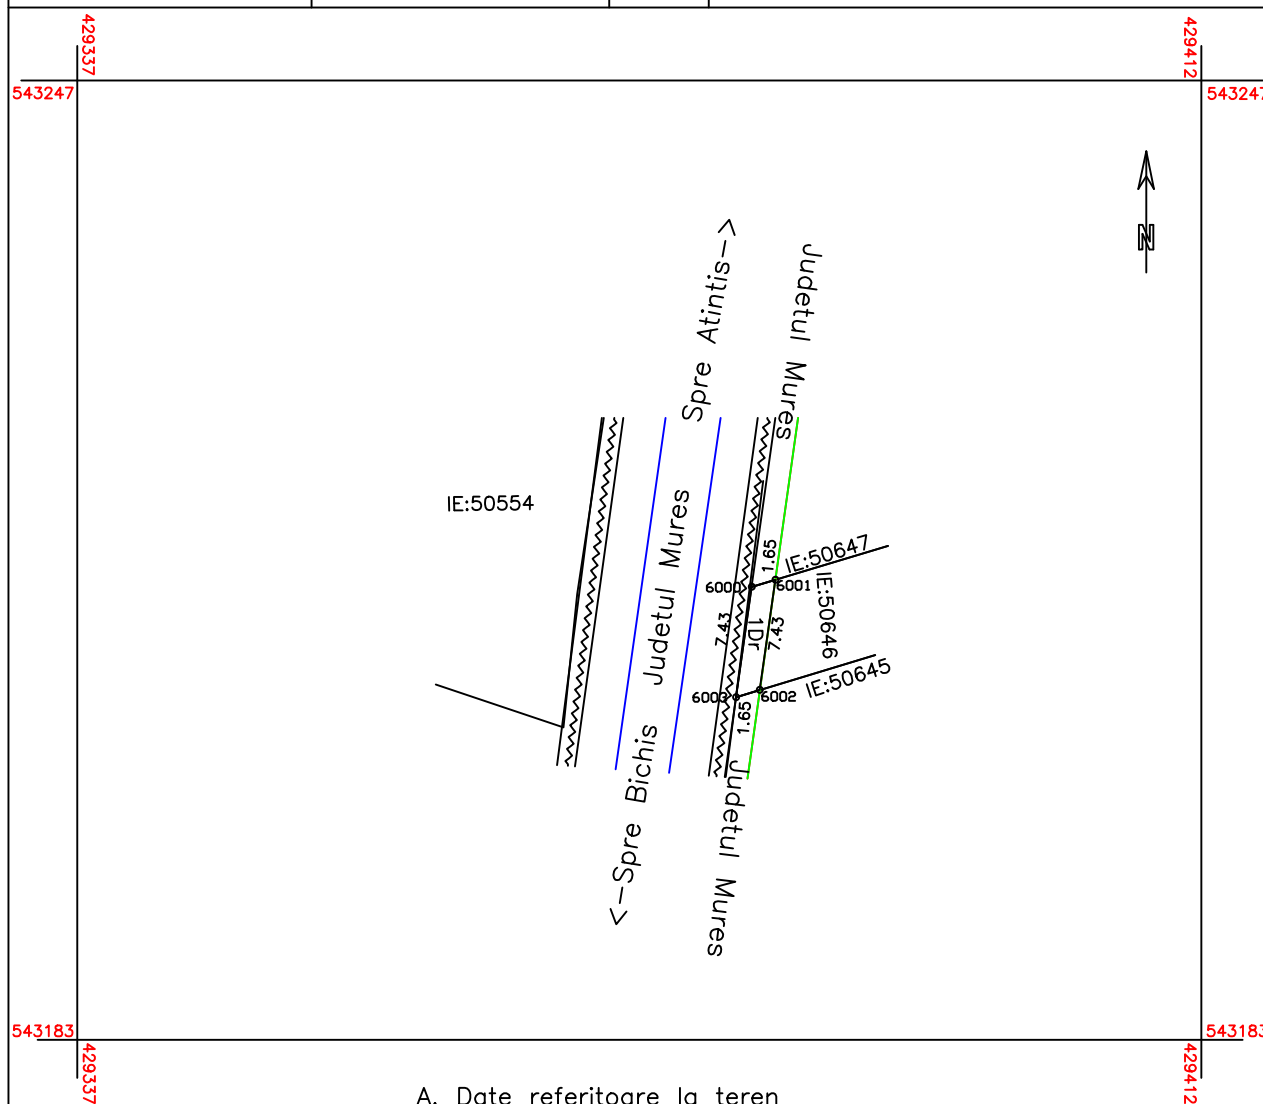 429337
429412
543247
543247
N
Spre Atintis->
Judetul Mures
IE:50554
Judetul Mures
1.65
IE:50647
6000
6001
IE:50646
7.43
1Dr
7.43
6003
6002
IE:50645
1.65
<-Spre Bichis
Judetul Mures
543183
543183
429337
429412
A. Date referitoare la teren